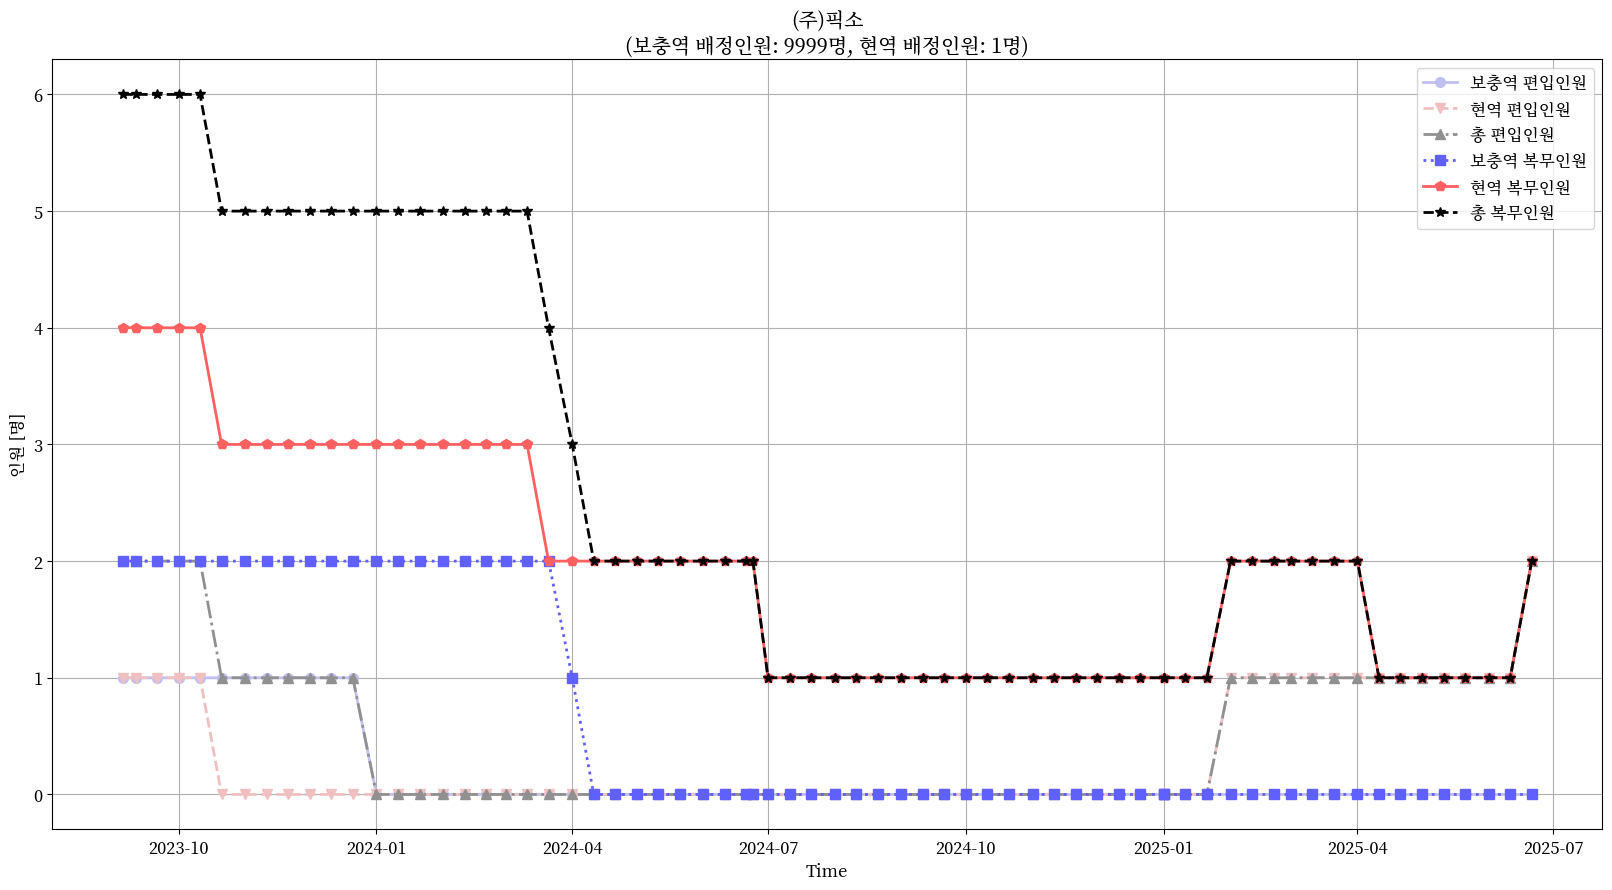 (주)픽소
(보충역 배정인원: 9999명, 현역 배정인원: 1명)
보충역 편입인원
현역 편입인원
총 편입인원
보충역 복무인원
현역 복무인원
총 복무인원
인원 [명]
6
5
4
3
2
1
0
2023-10
2024-01
2024-04
2024-07
2024-10
2025-01
2025-04
2025-07
Time